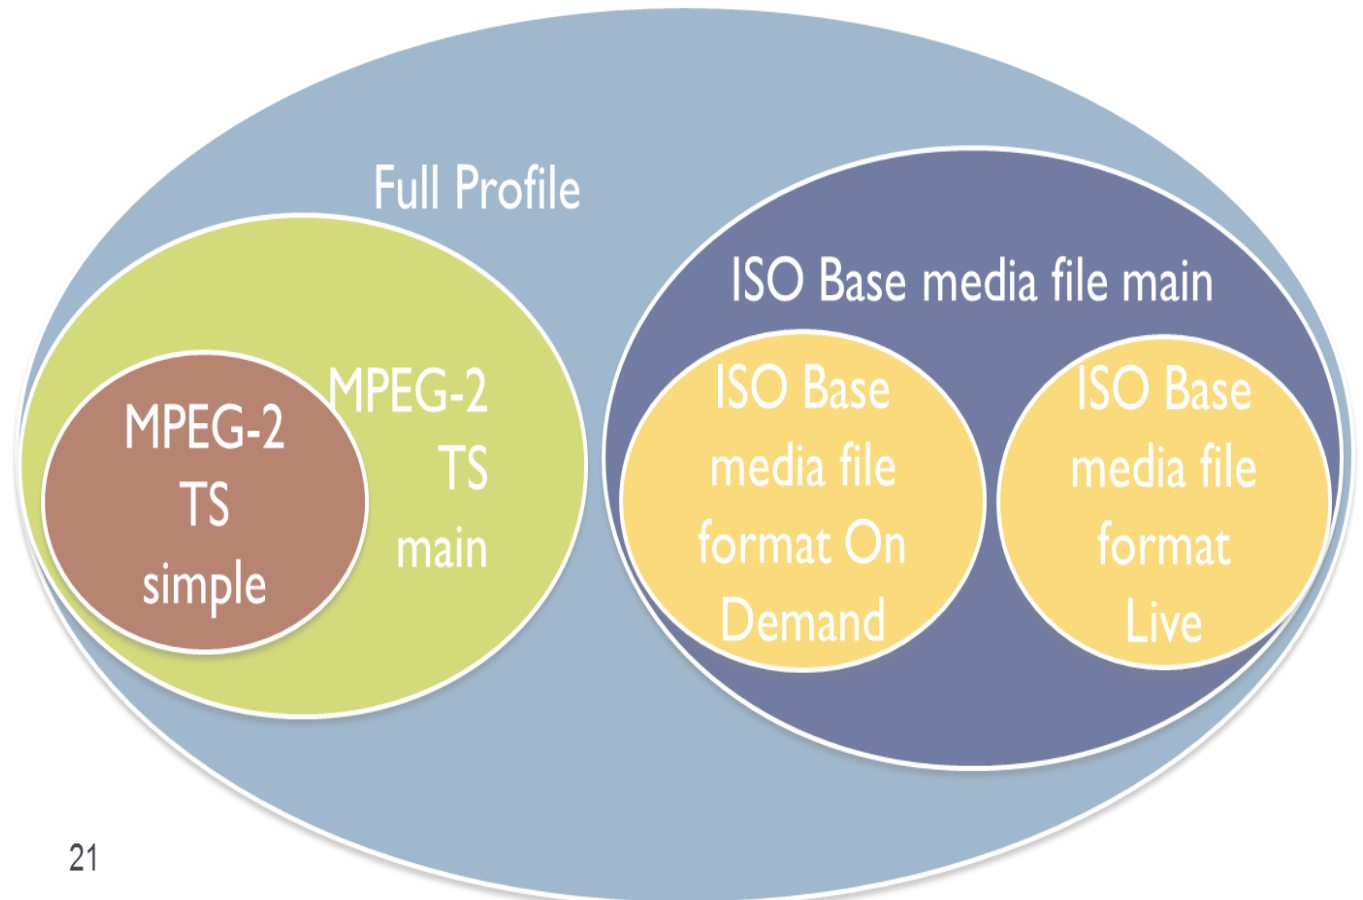 Full Profile
ISO Base media file main
MPEG-2
TS
main
MPEG-2
TS
simple
ISO Base
media file
format On
Demand
ISO Base
media file
format
Live
21